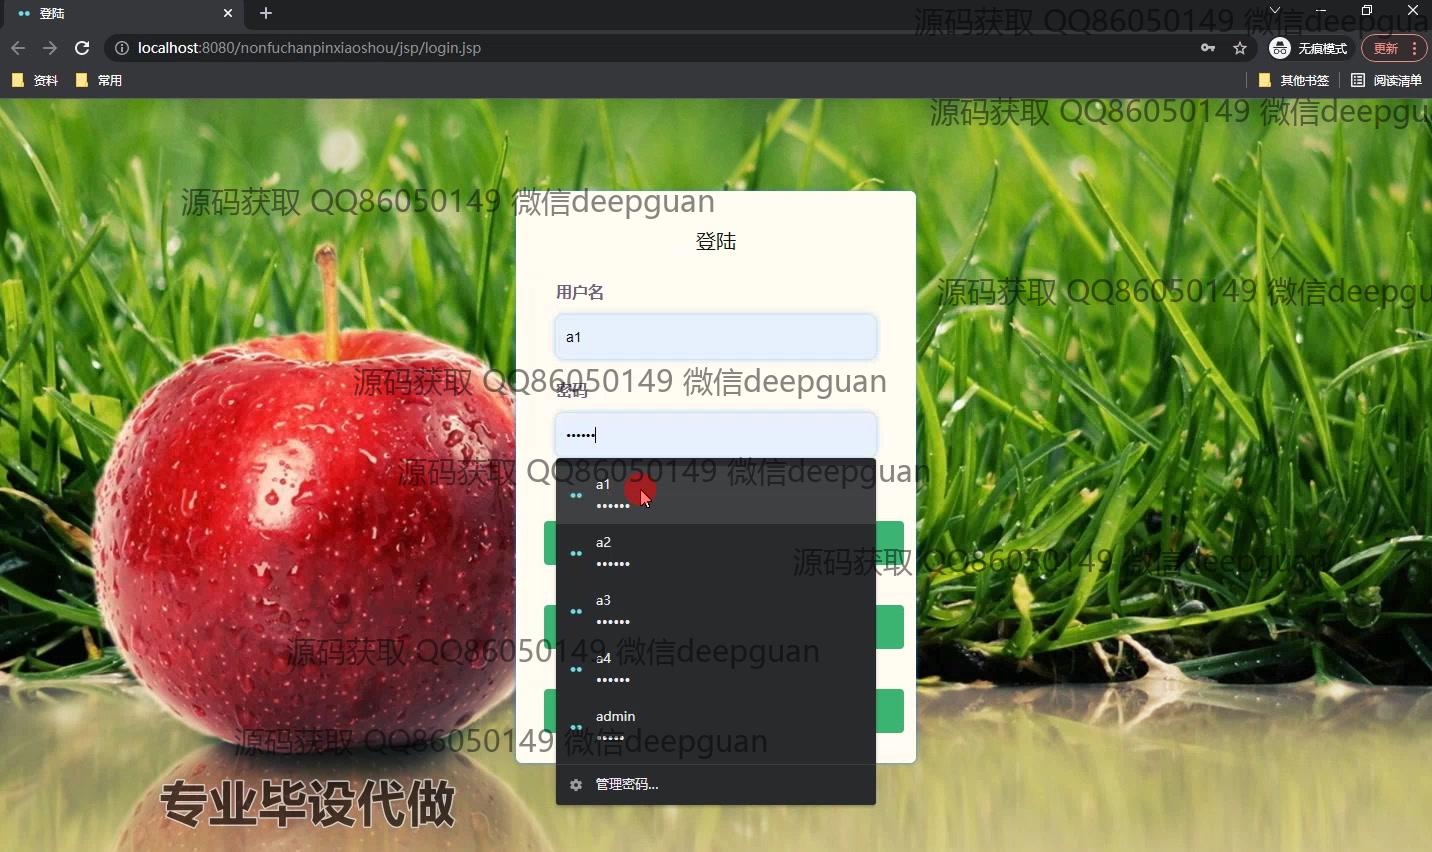 登陆
localhost:8080/nonfuchanpinxiaoshou/jsp/login.jsp
无痕模式
更新
资料
常用
其他书签
阅读清单
源码获取 QQ86050149 微信deepgua
源码获取 QQ86050149 微信deepgua
源码获取 QQ86050149 微信deepguan
登陆
用户名
源码获取 QQ86050149 微信deepgu
a1
源码获取 QQ86050149 微信deepguan
密码
••••••
源码获取 QQ86050149 微信deepguan
a1
••••••
a2
••••••
源码获取 QQ86050149 微信deepguan
a3
••••••
源码获取 QQ86050149 微信deepguan
a4
••••••
admin
•••••
源码获取 QQ86050149 微信deepguan
管理密码...
专业毕设代做